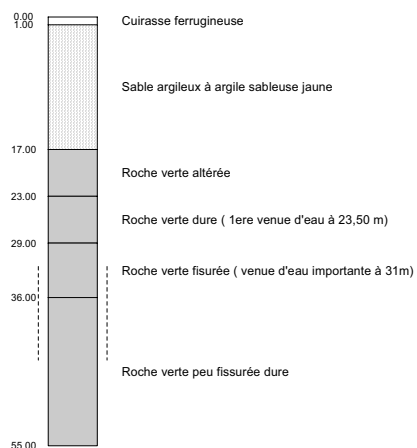 0.00 Cuirasse ferrugineuse
1.00
Sable argileux à argile sableuse jaune
17.00
Roche verte altérée
23.00
Roche verte dure ( 1ere venue d'eau à 23,50 m)
29.00
Roche verte fisurée ( venue d'eau importante à 31m)
36.00
Roche verte peu fissurée dure
55.00